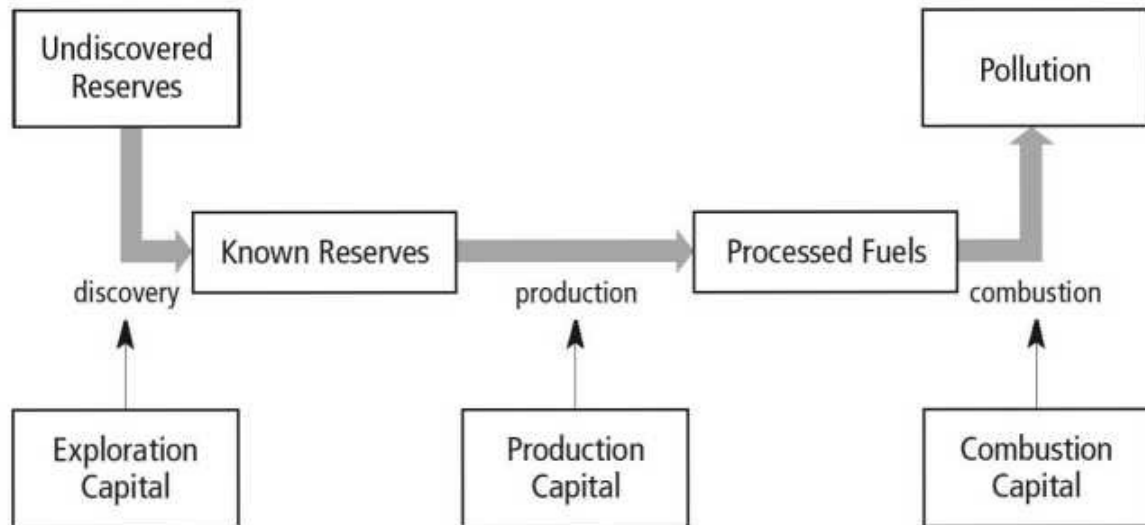 Undiscovered
Reserves
Pollution
Known Reserves
Processed Fuels
discovery
production
combustion
Exploration
Capital
Production
Capital
Combustion
Capital